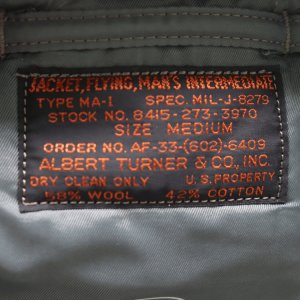 JACKET,FLYING,MAN'S INTERMEDIATE
TYPE MA-1 SPEC. MIL-J-8279
STOCK NO. 8415-273-3970
SIZE MEDIUM
ORDER NO. AF-33-(602)-6409
ALBERT TURNER & CO., INC.
DRY CLEAN ONLY U.S. PROPERTY
58% WOOL 42% COTTON